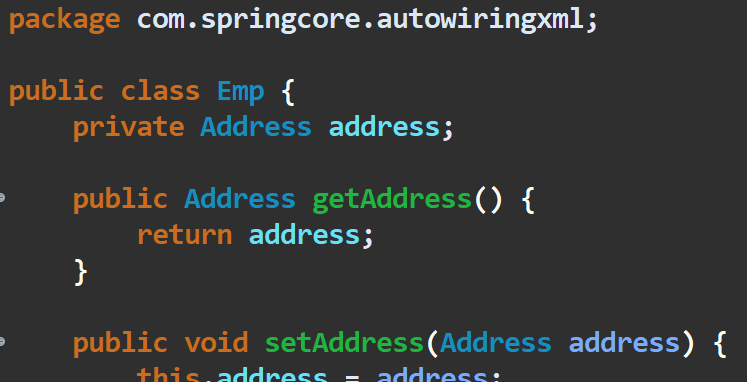 package com.springcore.autowiringxml;
public class Emp {
private Address address;
public Address getAddress() {
return address;
}
public void setAddress(Address address) {
this.address = address;